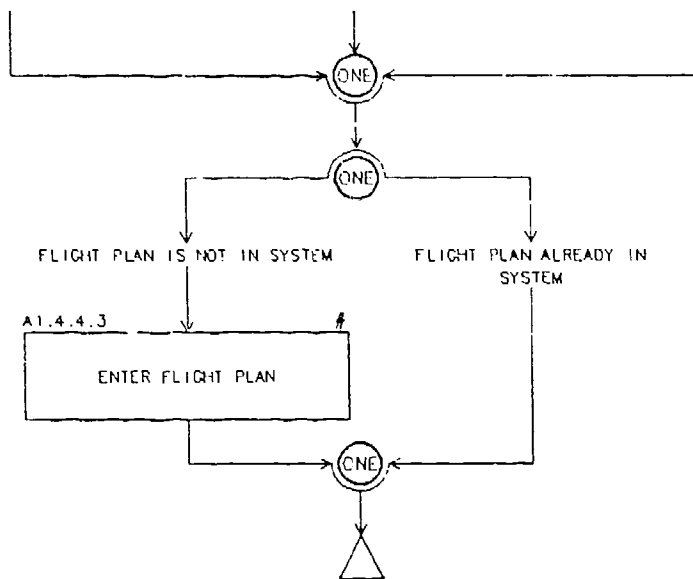 ONE
ONE
FLIGHT PLAN IS NOT IN SYSTEM
FLIGHT PLAN ALREADY IN
SYSTEM
A1.4.4.3
ENTER FLIGHT PLAN
ONE